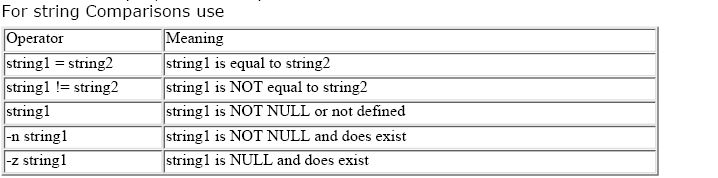 For string Comparisons use
Operator Meaning
string1 = string2 string1 is equal to string2
string1 != string2 string1 is NOT equal to string2
string1 string1 is NOT NULL or not defined
-n string1 string1 is NOT NULL and does exist
-z string1 string1 is NULL and does exist